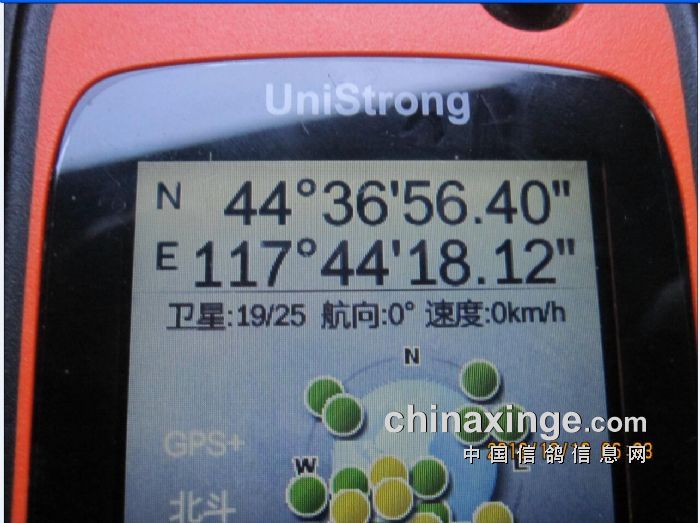 UniStrong
N 44°36'56.40"
E 117°44'18.12"
卫星:19/25 航向:0° 速度:0km/h
N
GPS+
chinaxinge.com
中国信鸽信息网
W
北斗